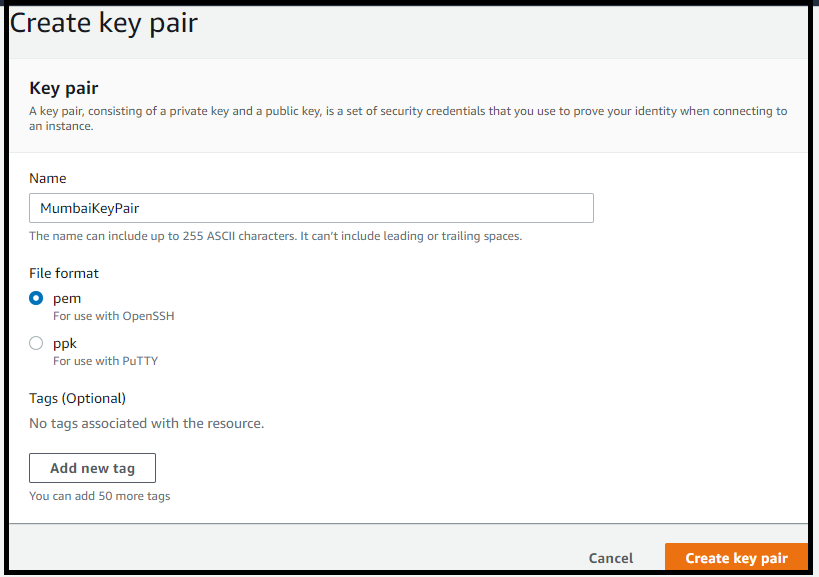 Create key pair
Key pair
A key pair, consisting of a private key and a public key, is a set of security credentials that you use to prove your identity when connecting to
an instance.
Name
MumbaiKeyPair
The name can include up to 255 ASCII characters. It can't include leading or trailing spaces.
File format
pem
For use with OpenSSH
ppk
For use with PuTTY
Tags (Optional)
No tags associated with the resource.
Add new tag
You can add 50 more tags
Cancel
Create key pair